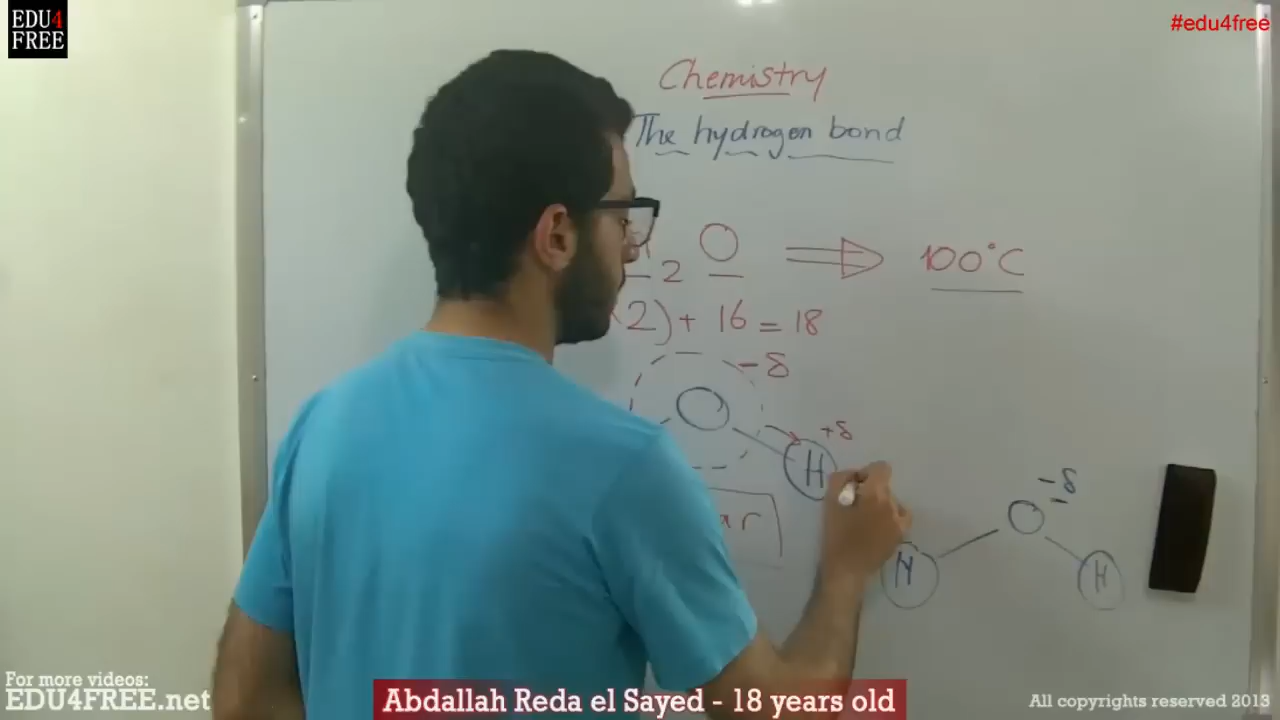 EDU4
FREE
#edu4free
Chemistry
The hydrogen bond
2 O ⇒ 100°C
2) + 16 = 18
-δ
O
+δ
H
ar
-δ
O
H H
For more videos:
EDU4FREE.net
Abdallah Reda el Sayed - 18 years old
All copyrights reserved 2013